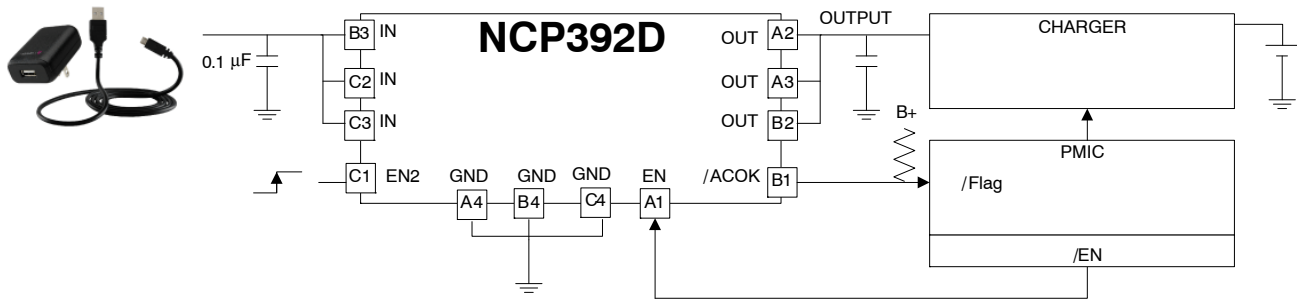 NCP392D
B3 IN
C2 IN
C3 IN
C1 EN2
0.1 μF
GND
A4
GND
B4
GND
C4
EN
A1
OUT A2
OUT A3
OUT B2
/ACOK B1
OUTPUT
CHARGER
B+
PMIC
/Flag
/EN